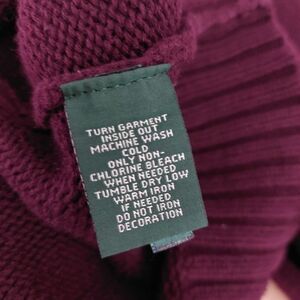 TURN GARMENT
INSIDE OUT
MACHINE WASH
COLD
ONLY NON-
CHLORINE BLEACH
WHEN NEEDED
TUMBLE DRY LOW
WARM IRON
IF NEEDED
DO NOT IRON
DECORATION